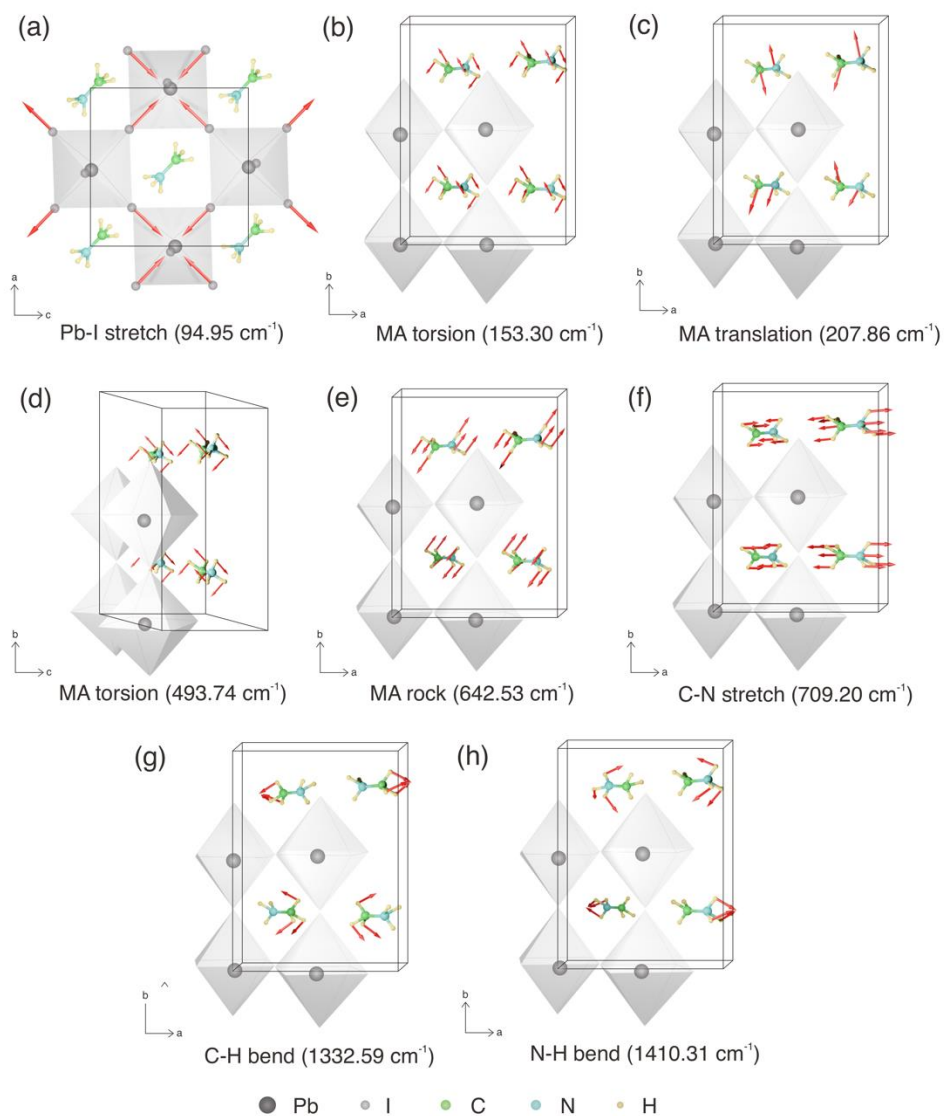 (a)
(b)
(c)
a
c
b
a
b
a
Pb-I stretch (94.95 cm⁻¹)
MA torsion (153.30 cm⁻¹)
MA translation (207.86 cm⁻¹)
(d)
(e)
(f)
b
c
b
a
b
a
MA torsion (493.74 cm⁻¹)
MA rock (642.53 cm⁻¹)
C-N stretch (709.20 cm⁻¹)
(g)
(h)
b
a
b
a
C-H bend (1332.59 cm⁻¹)
N-H bend (1410.31 cm⁻¹)
Pb I C N H